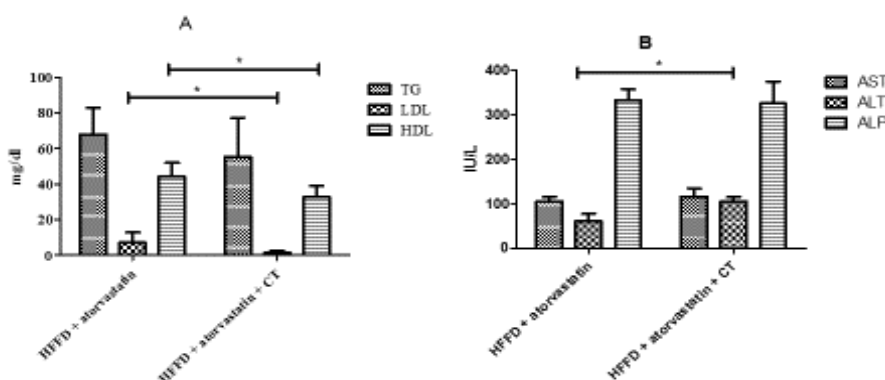 A
*
*
TG
LDL
HDL
100
80
60
40
20
0
mg/dl
HFFD + atorvastatin
HFFD + atorvastatin + CT
B
*
AST
ALT
ALP
400
300
200
100
0
IU/L
HFFD + atorvastatin
HFFD + atorvastatin + CT